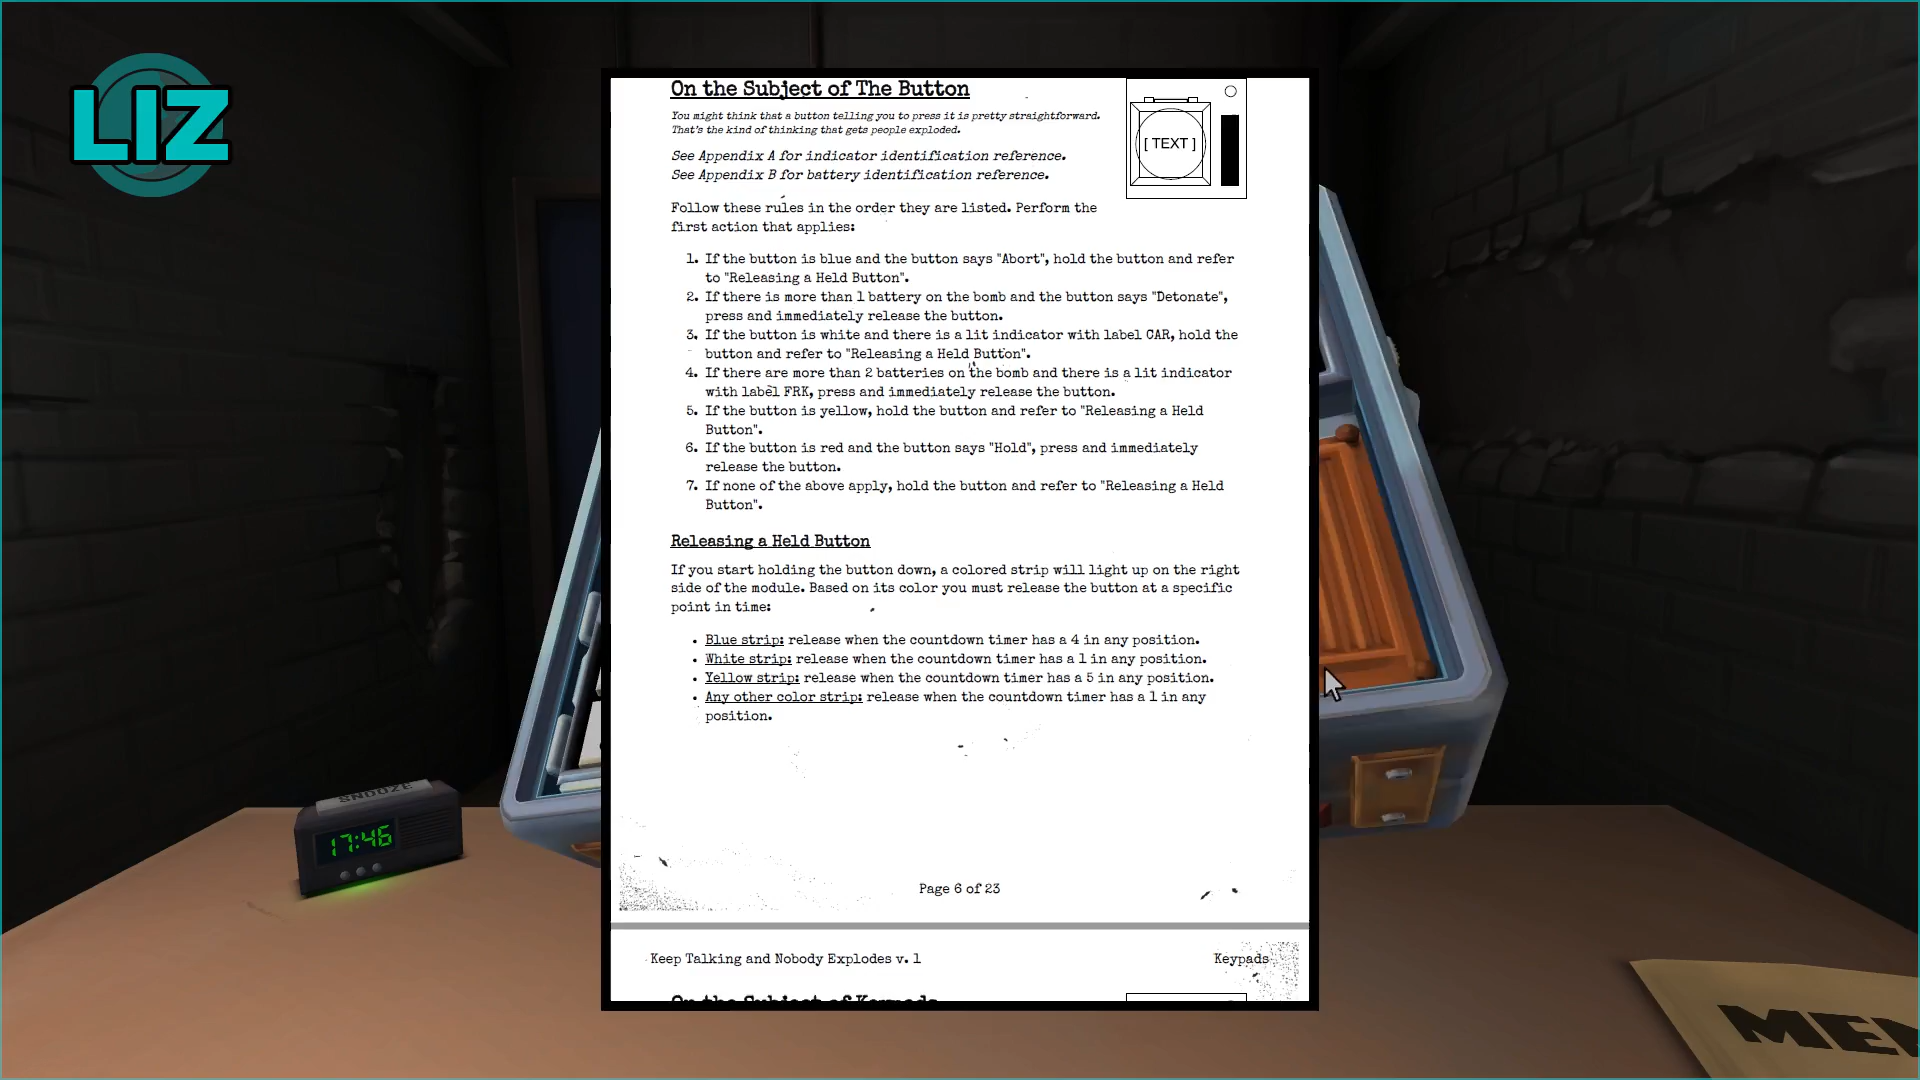 LIZ
On the Subject of The Button
You might think that a button telling you to press it is pretty straightforward.
That's the kind of thinking that gets people exploded.
See Appendix A for indicator identification reference.
See Appendix B for battery identification reference.
[ TEXT ]
Follow these rules in the order they are listed. Perform the
first action that applies:
1. If the button is blue and the button says "Abort", hold the button and refer
to "Releasing a Held Button".
2. If there is more than 1 battery on the bomb and the button says "Detonate",
press and immediately release the button.
3. If the button is white and there is a lit indicator with label CAR, hold the
button and refer to "Releasing a Held Button".
4. If there are more than 2 batteries on the bomb and there is a lit indicator
with label FRK, press and immediately release the button.
5. If the button is yellow, hold the button and refer to "Releasing a Held
Button".
6. If the button is red and the button says "Hold", press and immediately
release the button.
7. If none of the above apply, hold the button and refer to "Releasing a Held
Button".
Releasing a Held Button
If you start holding the button down, a colored strip will light up on the right
side of the module. Based on its color you must release the button at a specific
point in time:
• Blue strip: release when the countdown timer has a 4 in any position.
• White strip: release when the countdown timer has a 1 in any position.
• Yellow strip: release when the countdown timer has a 5 in any position.
• Any other color strip: release when the countdown timer has a 1 in any
position.
Page 6 of 23
Keep Talking and Nobody Explodes v. 1
Keypads
On the Subject of Keypads
SNOOZE
17:46